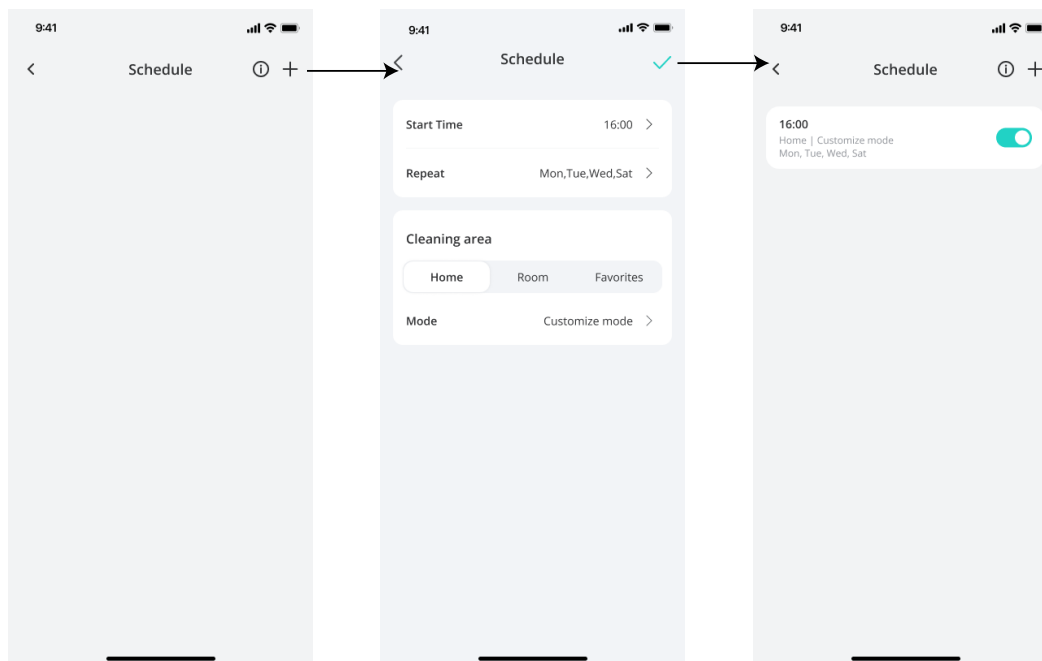 9:41
Schedule
9:41
Schedule
Start Time 16:00
Repeat Mon,Tue,Wed,Sat
Cleaning area
Home Room Favorites
Mode Customize mode
9:41
Schedule
16:00
Home | Customize mode
Mon, Tue, Wed, Sat